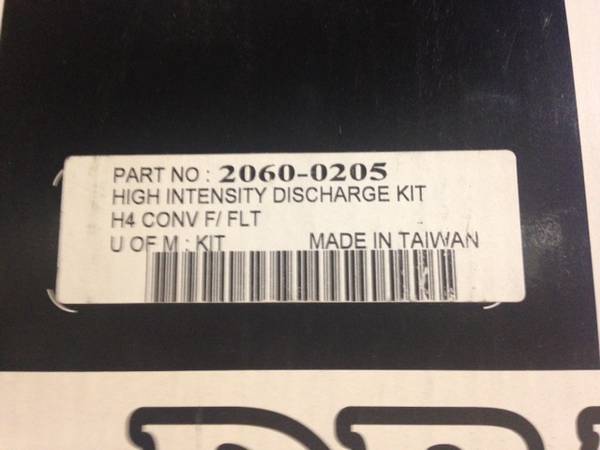 PART NO : 2060-0205
HIGH INTENSITY DISCHARGE KIT
H4 CONV F/ FLT
U OF M : KIT MADE IN TAIWAN